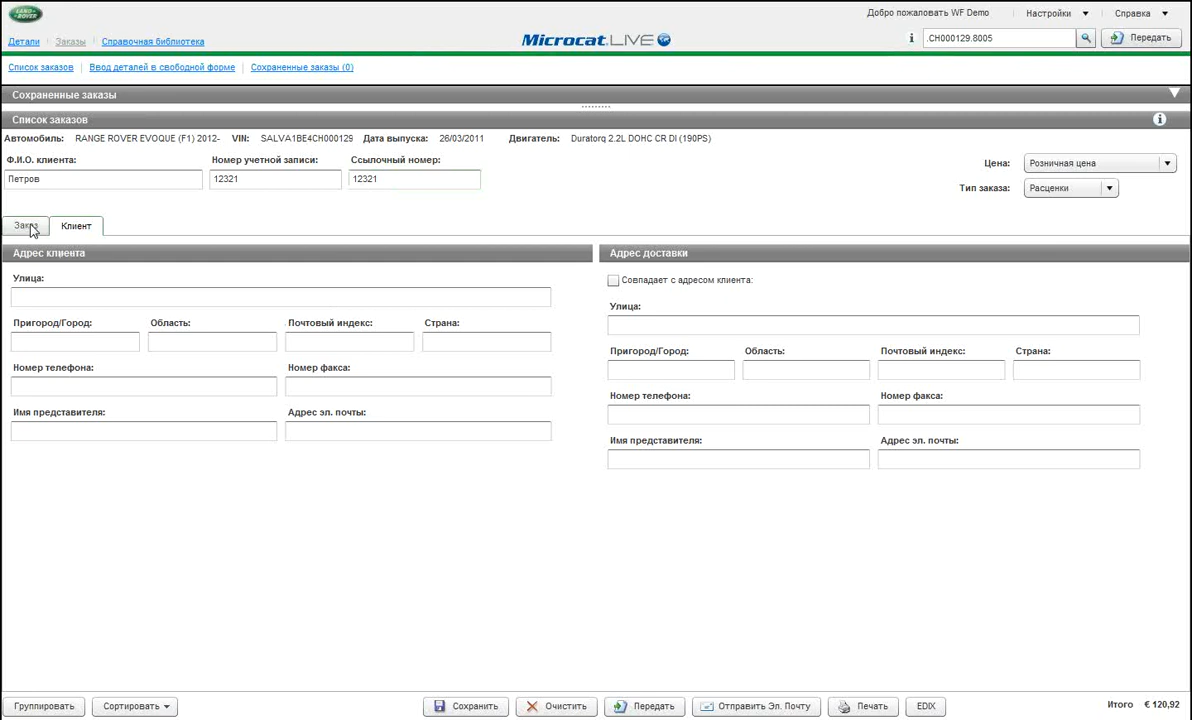 LAND-
ROVER
Добро пожаловать WF Demo
Настройки
Справка
Детали
Заказы
Справочная библиотека
Microcat.LIVE
.CH000129.8005
Передать
Список заказов
Ввод деталей в свободной форме
Сохраненные заказы (0)
Сохраненные заказы
Список заказов
Автомобиль: RANGE ROVER EVOQUE (F1) 2012- VIN: SALVA1BE4CH000129 Дата выпуска: 26/03/2011 Двигатель: Duratorq 2.2L DOHC CR DI (190PS)
Ф.И.О. клиента: Номер учетной записи: Ссылочный номер:
Петров 12321 12321
Цена: Розничная цена
Тип заказа: Расценки
Заказ Клиент
Адрес клиента
Улица:
Пригород/Город: Область: Почтовый индекс: Страна:
Номер телефона: Номер факса:
Имя представителя: Адрес эл. почты:
Адрес доставки
Совпадает с адресом клиента:
Улица:
Пригород/Город: Область: Почтовый индекс: Страна:
Номер телефона: Номер факса:
Имя представителя: Адрес эл. почты:
Группировать Сортировать Сохранить Очистить Передать Отправить Эл. Почту Печать EDIX Итого € 120,92